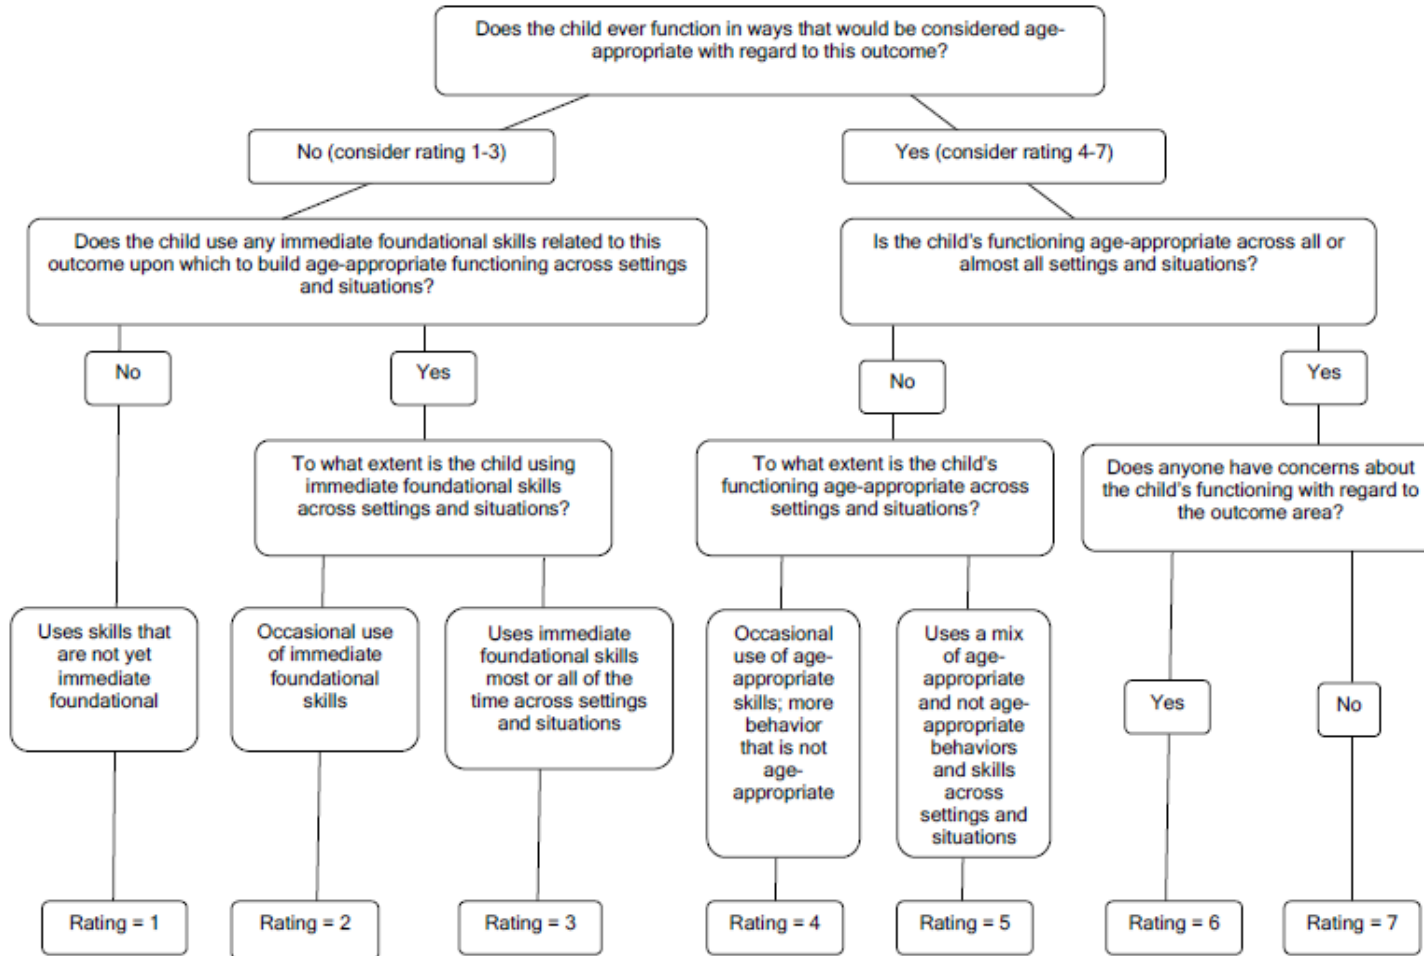 Does the child ever function in ways that would be considered age-
appropriate with regard to this outcome?
No (consider rating 1-3)
Yes (consider rating 4-7)
Does the child use any immediate foundational skills related to this
outcome upon which to build age-appropriate functioning across settings
and situations?
Is the child's functioning age-appropriate across all or
almost all settings and situations?
No
Yes
No
Yes
To what extent is the child using
immediate foundational skills
across settings and situations?
To what extent is the child's
functioning age-appropriate across
settings and situations?
Does anyone have concerns about
the child's functioning with regard to
the outcome area?
Uses skills that
are not yet
immediate
foundational
Occasional use
of immediate
foundational
skills
Uses immediate
foundational skills
most or all of the
time across settings
and situations
Occasional
use of age-
appropriate
skills; more
behavior
that is not
age-
appropriate
Uses a mix
of age-
appropriate
and not age-
appropriate
behaviors
and skills
across
settings and
situations
Yes
No
Rating = 1
Rating = 2
Rating = 3
Rating = 4
Rating = 5
Rating = 6
Rating = 7